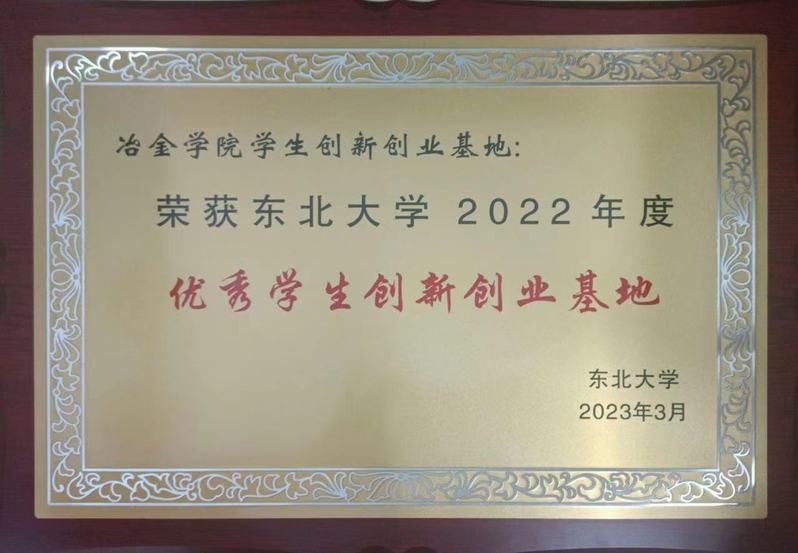 冶金学院学生创新创业基地：
荣获东北大学 2022 年度
优秀学生创新创业基地
东北大学
2023年3月